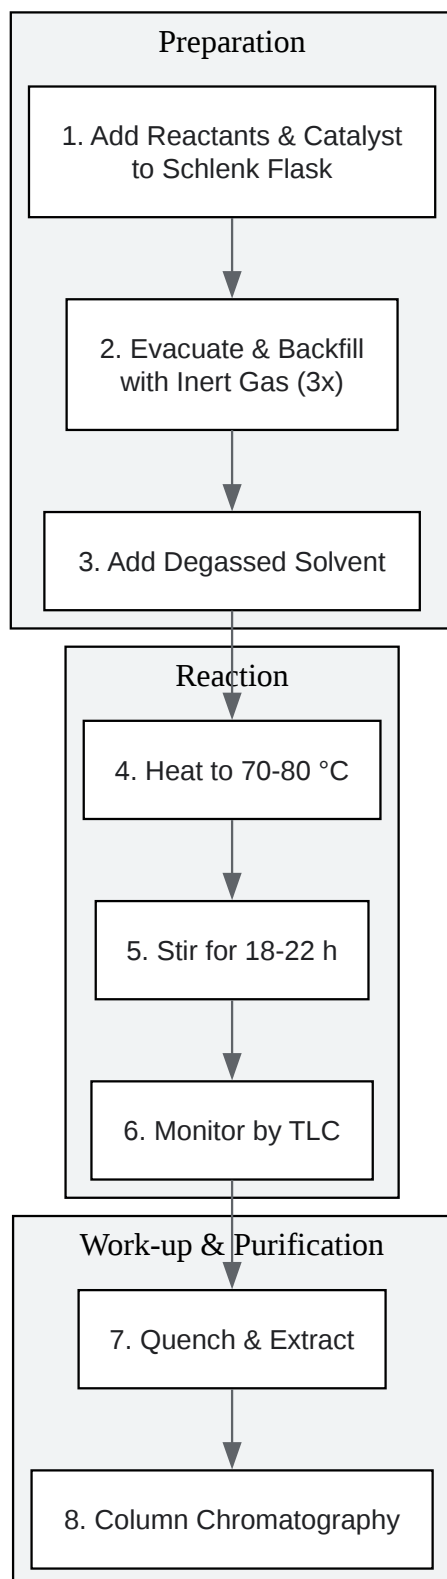 Preparation
1. Add Reactants & Catalyst
to Schlenk Flask
2. Evacuate & Backfill
with Inert Gas (3x)
3. Add Degassed Solvent
Reaction
4. Heat to 70-80 °C
5. Stir for 18-22 h
6. Monitor by TLC
Work-up & Purification
7. Quench & Extract
8. Column Chromatography